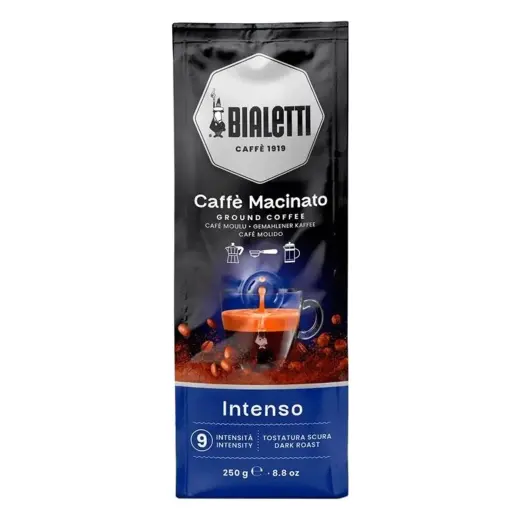 BIALETTI
CAFFÈ 1919
Caffè Macinato
GROUND COFFEE
CAFÉ MOULU • GEMAHLENER KAFFEE
CAFÉ MOLIDO
Intenso
9 INTENSITÀ INTENSITY
TOSTATURA SCURA DARK ROAST
250 g ℮ • 8.8 oz